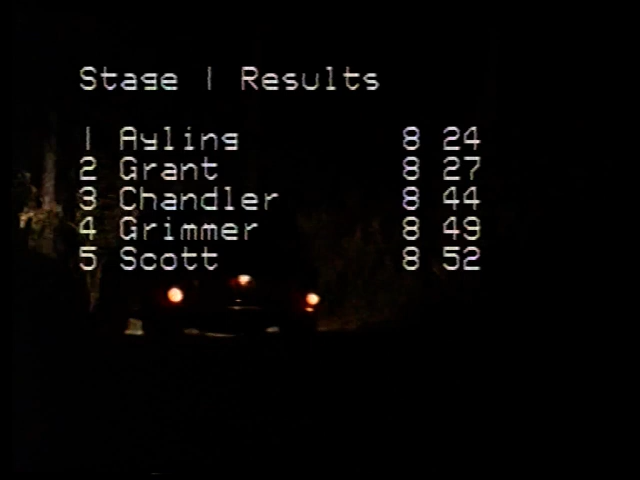 Stage 1 Results
1 Ayling 8 24
2 Grant 8 27
3 Chandler 8 44
4 Grimmer 8 49
5 Scott 8 52